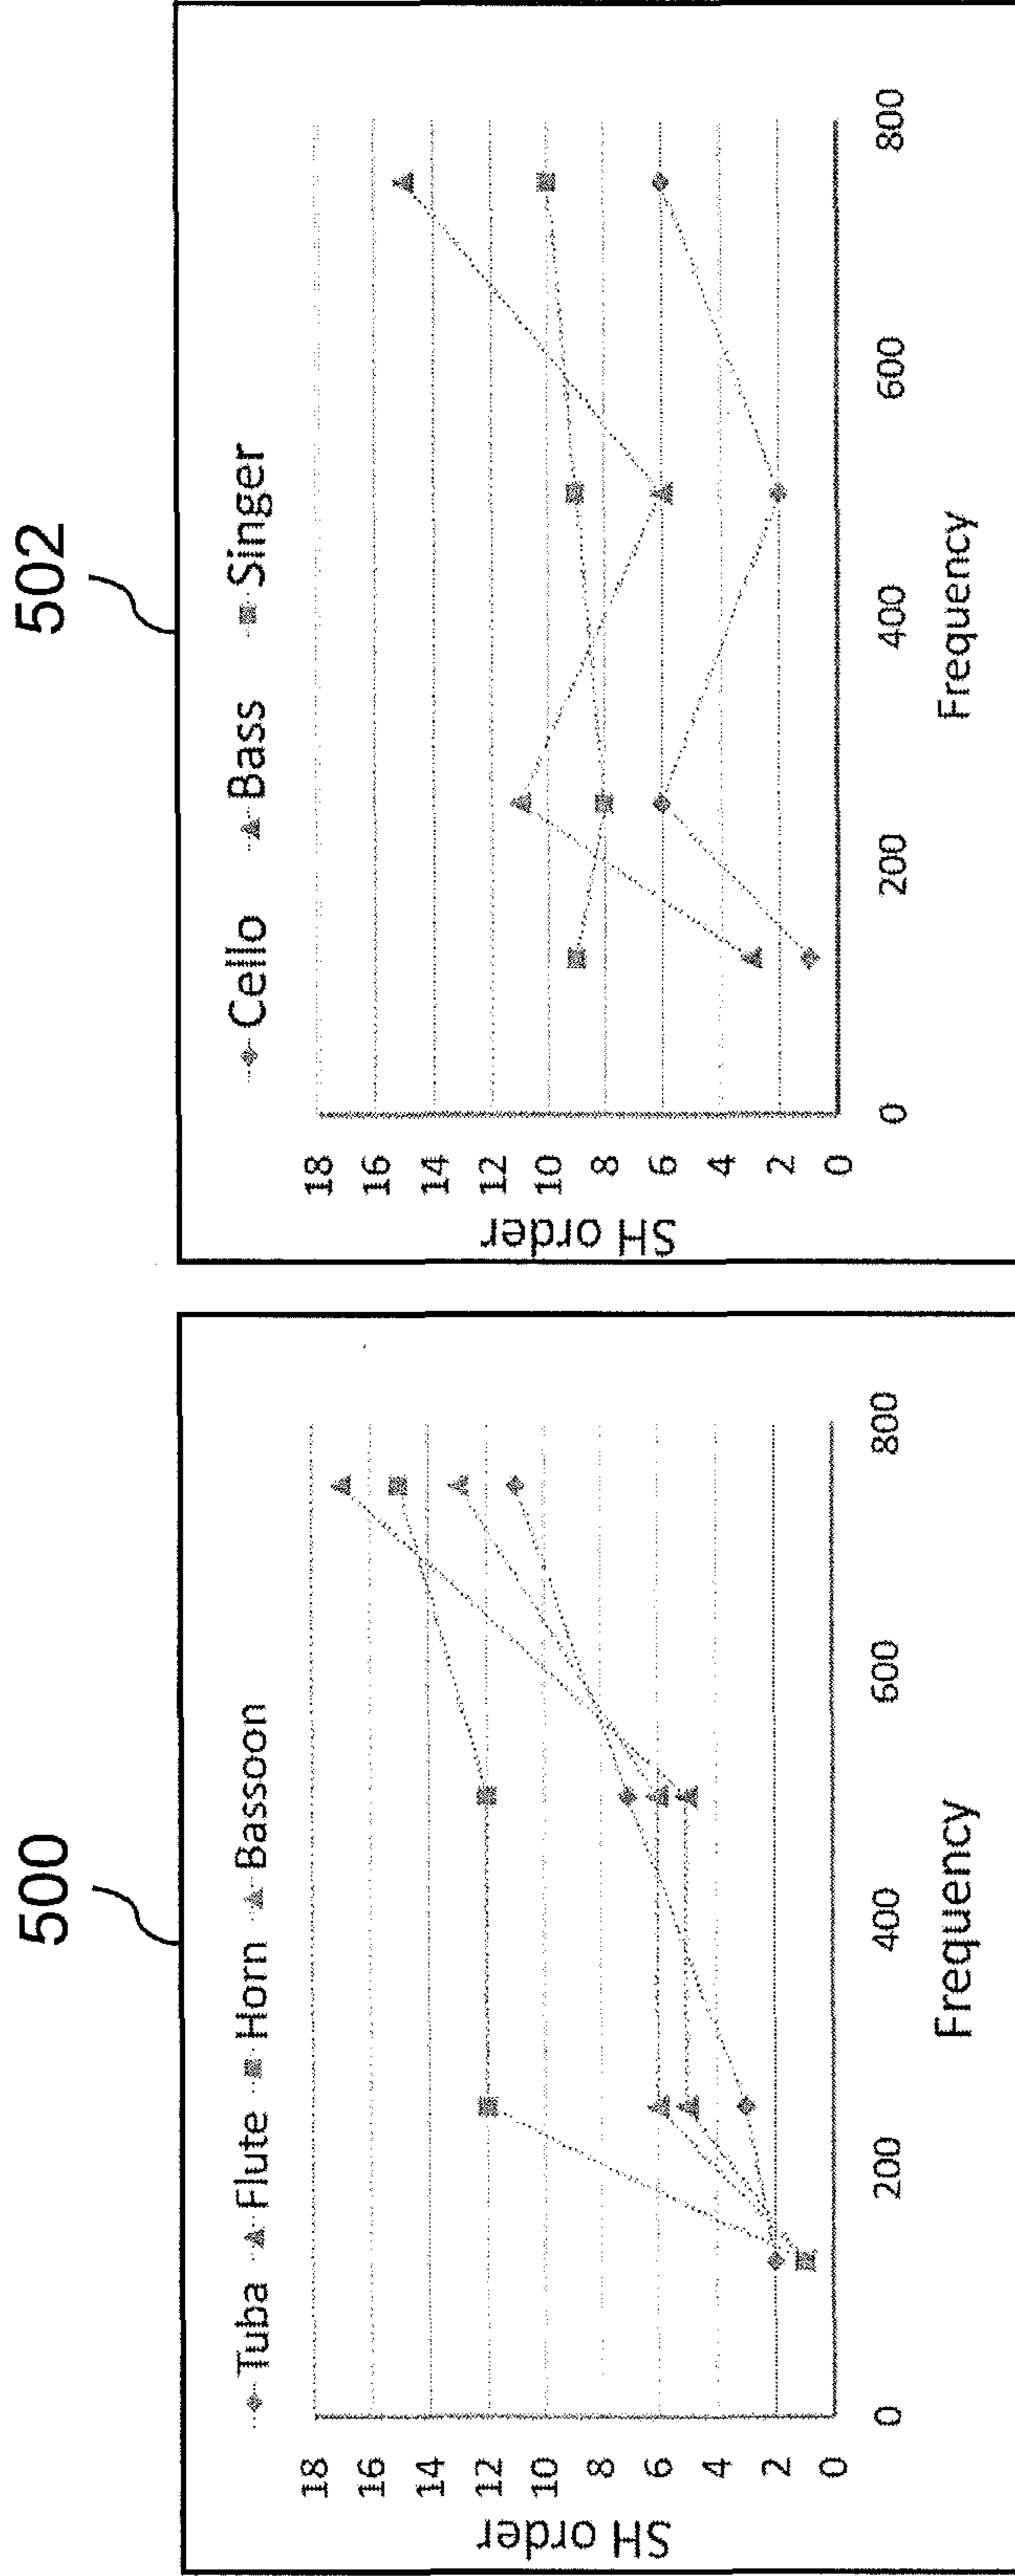 500
Tuba Flute Horn Bassoon
18
16
14
12
10
8
6
4
2
0
SH order
0 200 400 600 800
Frequency
502
Cello Bass Singer
18
16
14
12
10
8
6
4
2
0
SH order
0 200 400 600 800
Frequency